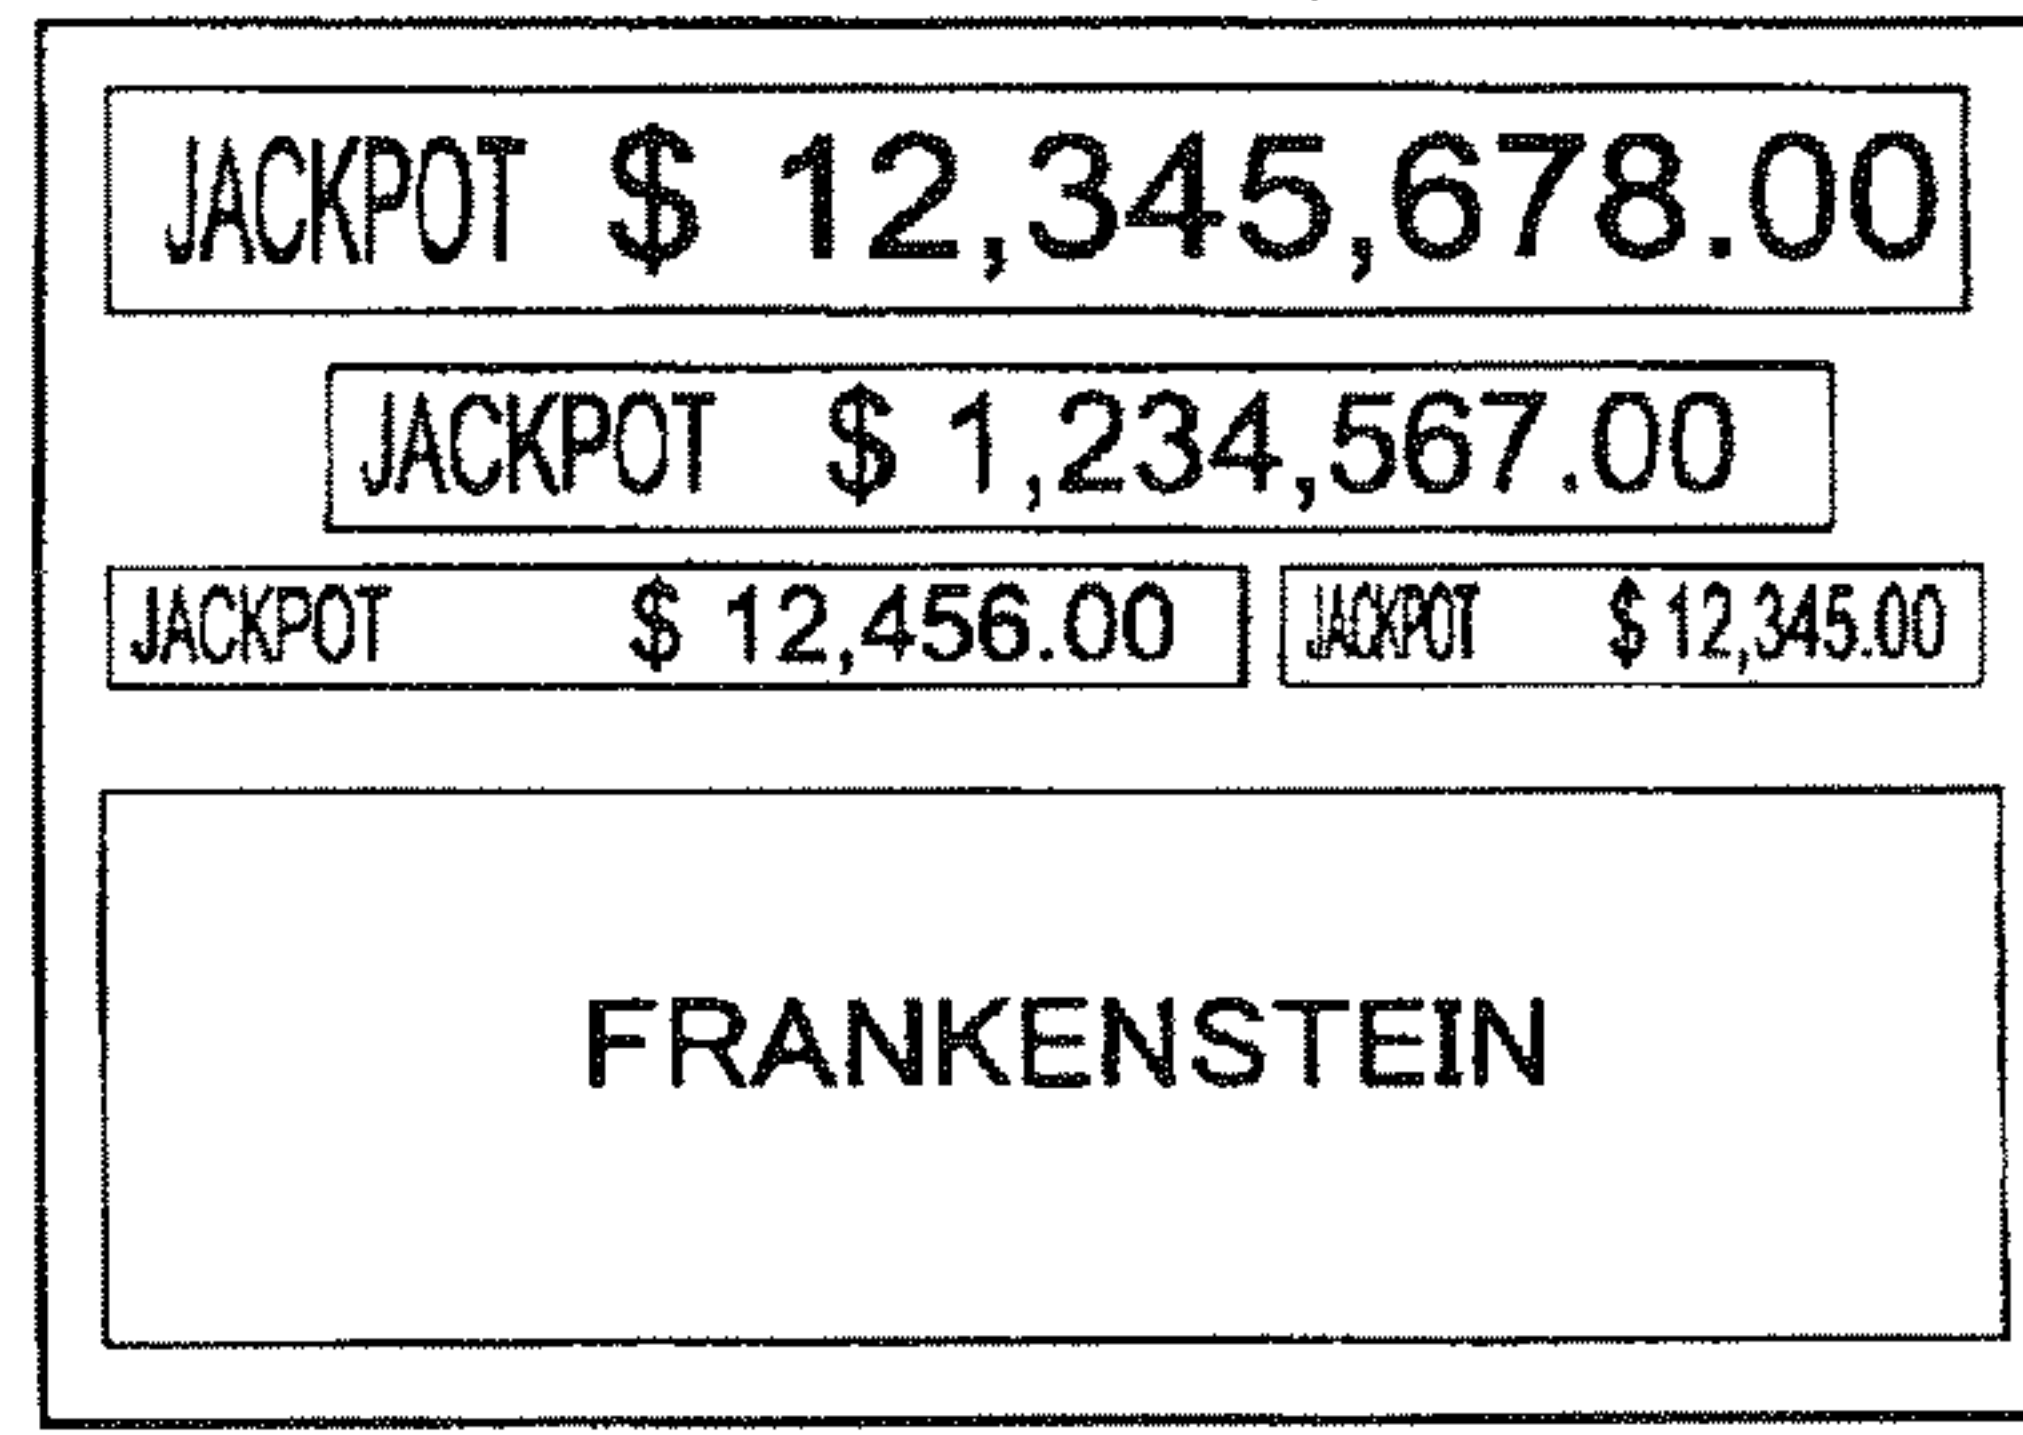 JACKPOT $ 12,345,678.00
JACKPOT $ 1,234,567.00
JACKPOT $ 12,456.00
JACKPOT $ 12,345.00
FRANKENSTEIN